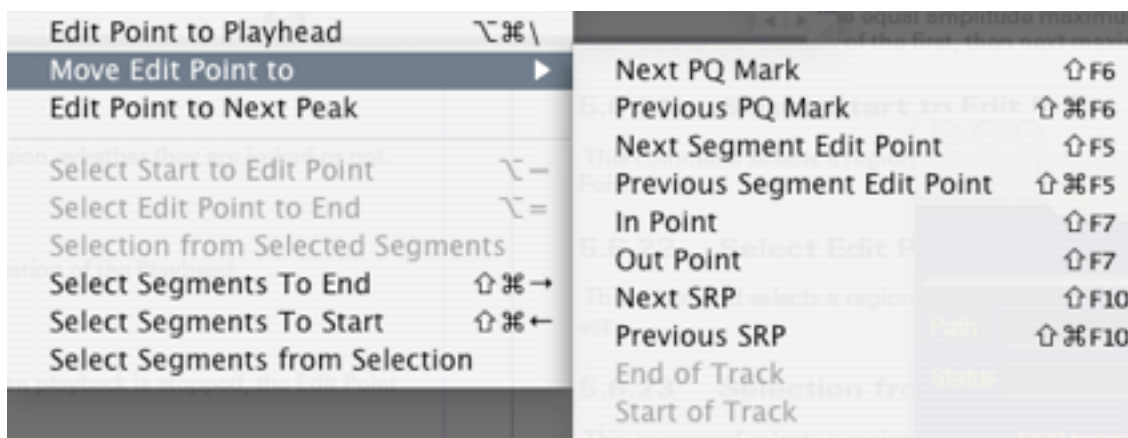 Edit Point to Playhead ⌥⌘\
Move Edit Point to ▶
Edit Point to Next Peak
Select Start to Edit Point ⌥−
Select Edit Point to End ⌥=
Selection from Selected Segments
Select Segments To End ⇧⌘→
Select Segments To Start ⇧⌘←
Select Segments from Selection
Next PQ Mark ⇧F6
Previous PQ Mark ⇧⌘F6
Next Segment Edit Point ⇧F5
Previous Segment Edit Point ⇧⌘F5
In Point ⇧F7
Out Point ⇧F7
Next SRP ⇧F10
Previous SRP ⇧⌘F10
End of Track
Start of Track